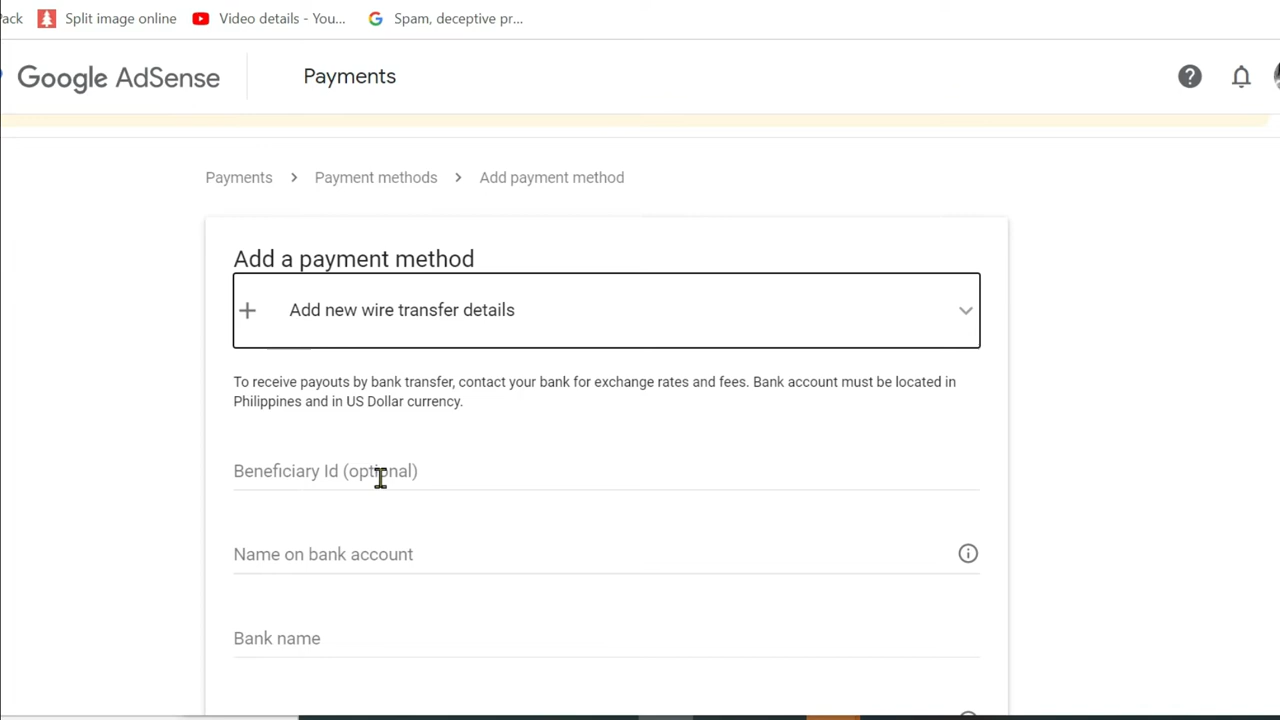 ack Split image online Video details - You... Spam, deceptive pr...
Google AdSense Payments
Payments > Payment methods > Add payment method
Add a payment method
+ Add new wire transfer details
To receive payouts by bank transfer, contact your bank for exchange rates and fees. Bank account must be located in
Philippines and in US Dollar currency.
Beneficiary Id (optional)
Name on bank account
Bank name